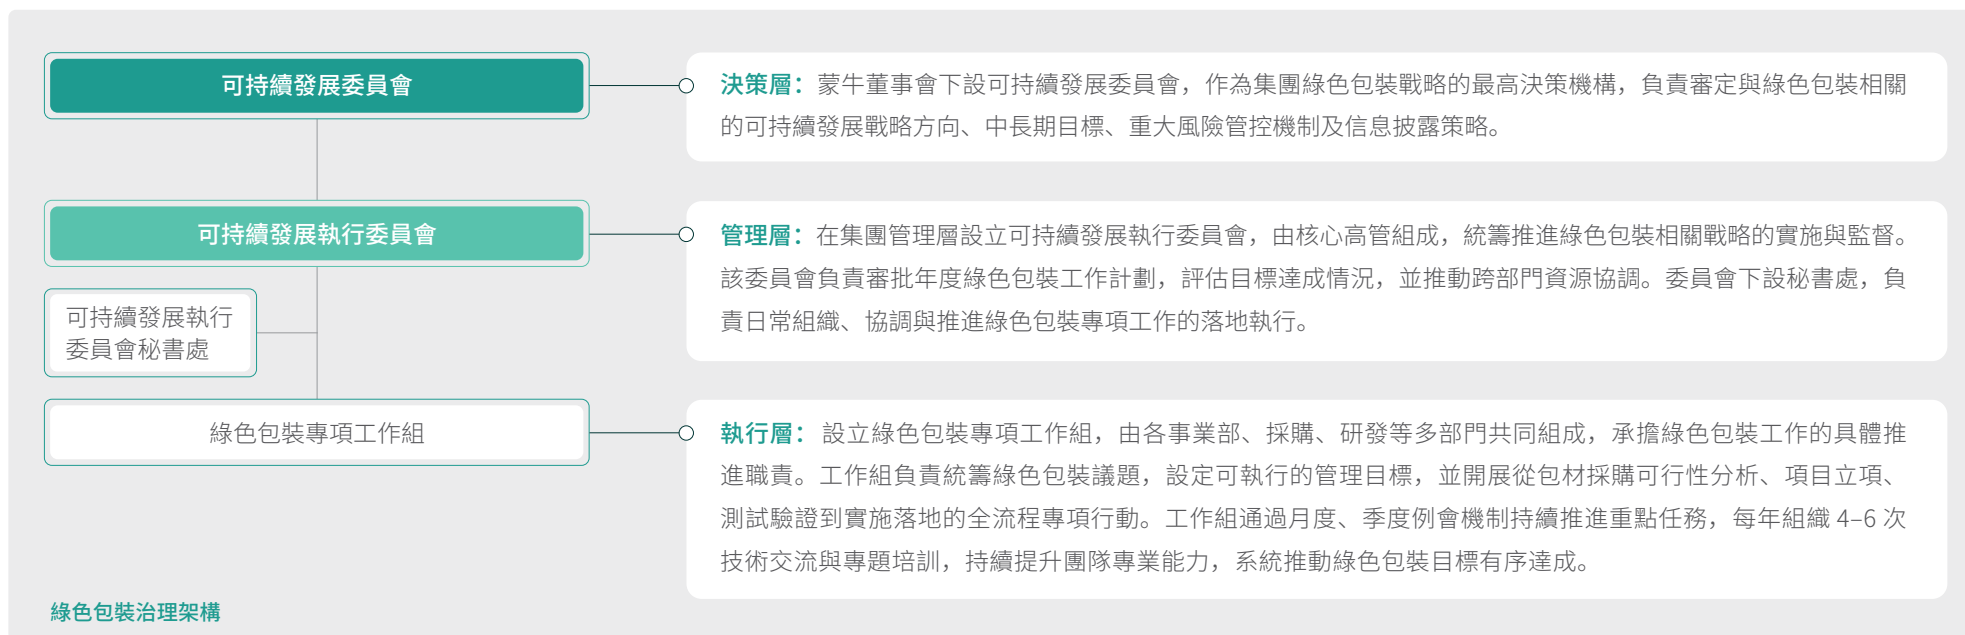 可持續發展委員會
決策層：蒙牛董事會下設可持續發展委員會，作為集團綠色包裝戰略的最高決策機構，負責審定與綠色包裝相關
的可持續發展戰略方向、中長期目標、重大風險管控機制及信息披露策略。
可持續發展執行委員會
管理層：在集團管理層設立可持續發展執行委員會，由核心高管組成，統籌推進綠色包裝相關戰略的實施與監督。
該委員會負責審批年度綠色包裝工作計劃，評估目標達成情況，並推動跨部門資源協調。委員會下設秘書處，負
責日常組織、協調與推進綠色包裝專項工作的落地執行。
可持續發展執行
委員會秘書處
綠色包裝專項工作組
執行層：設立綠色包裝專項工作組，由各事業部、採購、研發等多部門共同組成，承擔綠色包裝工作的具體推
進職責。工作組負責統籌綠色包裝議題，設定可執行的管理目標，並開展從包材採購可行性分析、項目立項、
測試驗證到實施落地的全流程專項行動。工作組通過月度、季度例會機制持續推進重點任務，每年組織 4–6 次
技術交流與專題培訓，持續提升團隊專業能力，系統推動綠色包裝目標有序達成。
綠色包裝治理架構